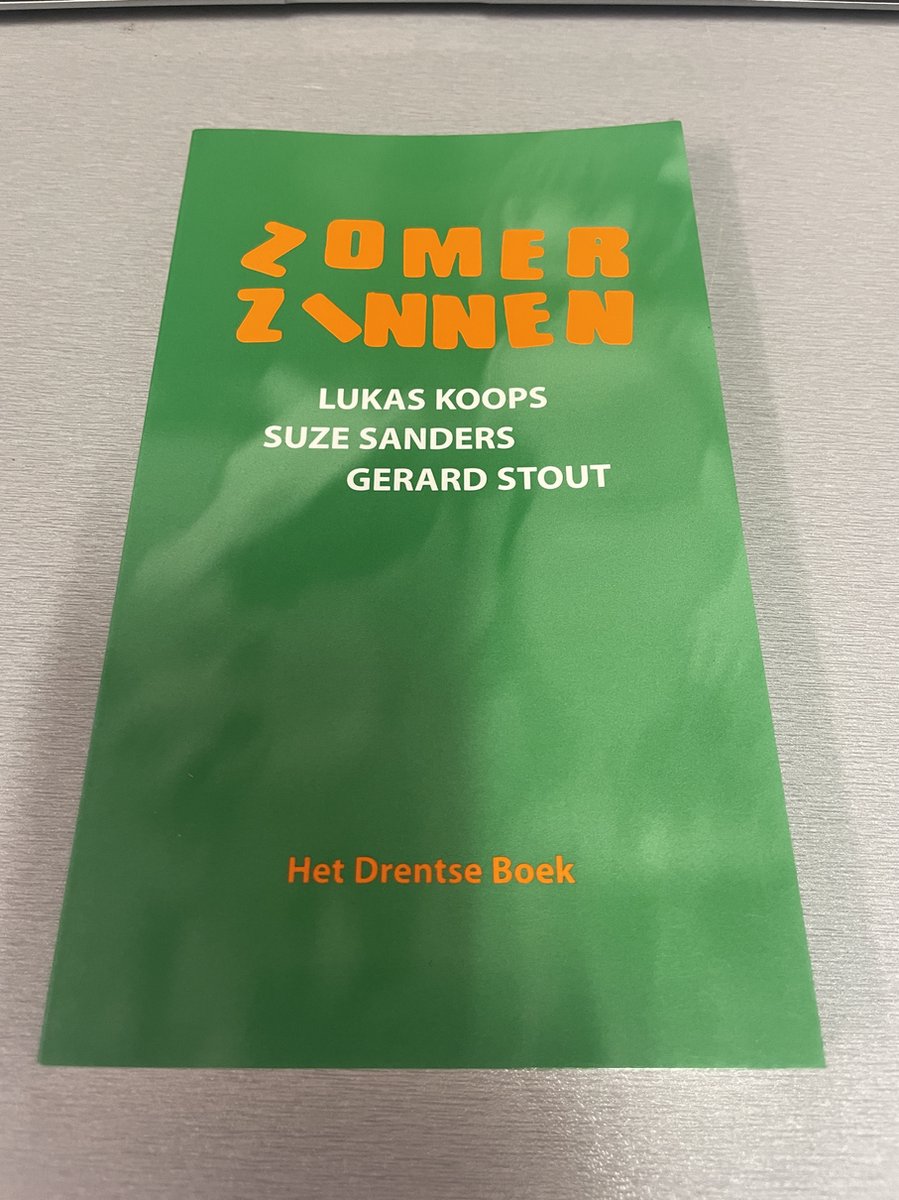 ZOMER
ZINNEN
LUKAS KOOPS
SUZE SANDERS
GERARD STOUT
Het Drentse Boek